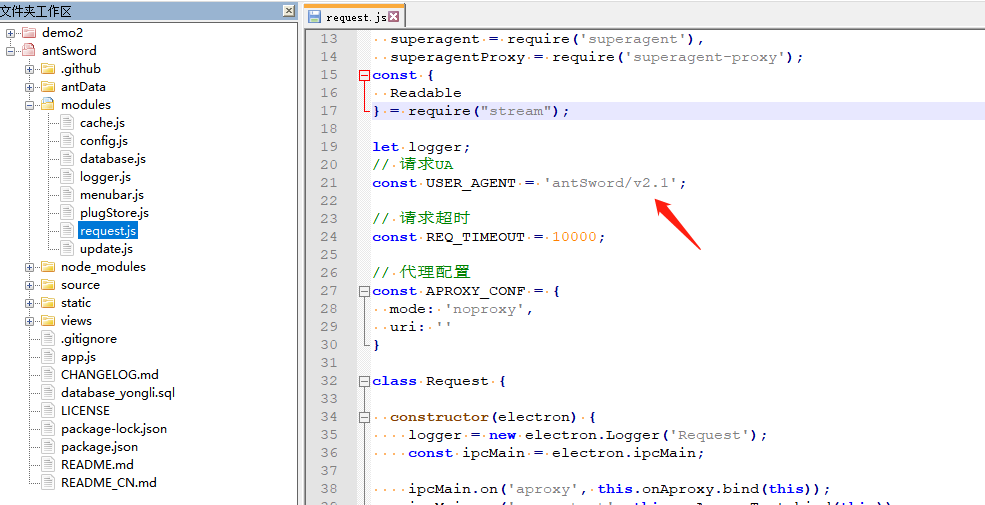 文件夹工作区
demo2
antSword
.github
antData
modules
cache.js
config.js
database.js
logger.js
menubar.js
plugStore.js
request.js
update.js
node_modules
source
static
views
.gitignore
app.js
CHANGELOG.md
database_yongli.sql
LICENSE
package-lock.json
package.json
README.md
README_CN.md
request.js
13 superagent = require('superagent'),
14 superagentProxy = require('superagent-proxy');
15 const {
16 Readable
17 } = require("stream");
18
19 let logger;
20 // 请求UA
21 const USER_AGENT = 'antSword/v2.1';
22
23 // 请求超时
24 const REQ_TIMEOUT = 10000;
25
26 // 代理配置
27 const APROXY_CONF = {
28 mode: 'noproxy',
29 uri: ''
30 }
31
32 class Request {
33
34 constructor(electron) {
35 logger = new electron.Logger('Request');
36 const ipcMain = electron.ipcMain;
37
38 ipcMain.on('aproxy', this.onAproxy.bind(this));